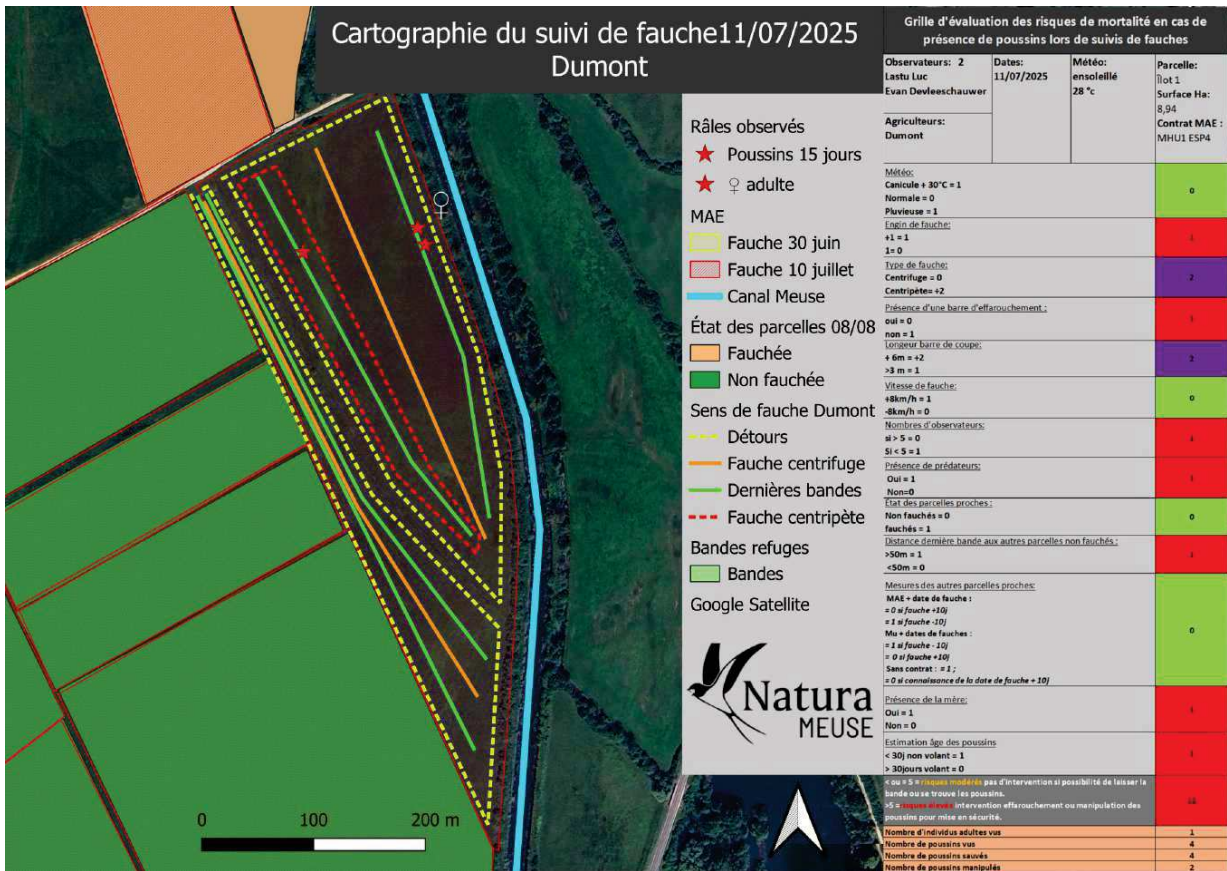 Cartographie du suivi de fauche11/07/2025
Dumont
Râles observés
Poussins 15 jours
♀ adulte
MAE
Fauche 30 juin
Fauche 10 juillet
Canal Meuse
État des parcelles 08/08
Fauchée
Non fauchée
Sens de fauche Dumont
Détours
Fauche centrifuge
Dernières bandes
Fauche centripète
Bandes refuges
Bandes
Google Satellite
Natura
MEUSE
0 100 200 m
♀
Grille d'évaluation des risques de mortalité en cas de
présence de poussins lors de suivis de fauches
Observateurs: 2
Lastu Luc
Evan Devleeschauwer
Agriculteurs:
Dumont
Dates:
11/07/2025
Météo:
ensoleillé
28 °c
Parcelle:
Îlot 1
Surface Ha:
8,94
Contrat MAE :
MHU1 ESP4
Météo:
Canicule + 30°C = 1
Normale = 0
Pluvieuse = 1
0
Engin de fauche:
+1 = 1
1= 0
1
Type de fauche:
Centrifuge = 0
Centripète= +2
2
Présence d'une barre d'effarouchement :
oui = 0
non = 1
1
Longeur barre de coupe:
+ 6m = +2
>3 m = 1
2
Vitesse de fauche:
+8km/h = 1
-8km/h = 0
0
Nombres d'observateurs:
si > 5 = 0
Si < 5 = 1
1
Présence de prédateurs:
Oui = 1
Non=0
1
État des parcelles proches :
Non fauchés = 0
fauchés = 1
0
Distance dernière bande aux autres parcelles non fauchés :
>50m = 1
<50m = 0
1
Mesures des autres parcelles proches:
MAE + date de fauche :
= 0 si fauche +10j
= 1 si fauche -10j
Mu + dates de fauches :
= 1 si fauche - 10j
= 0 si fauche +10j
Sans contrat : = 1 ;
= 0 si connaissance de la date de fauche + 10j
0
Présence de la mère:
Oui = 1
Non = 0
1
Estimation âge des poussins
< 30j non volant = 1
> 30jours volant = 0
1
< ou = 5 = risques modérés pas d'intervention si possibilité de laisser la
bande ou se trouve les poussins.
>5 = risques élevés intervention effarouchement ou manipulation des
poussins pour mise en sécurité.
11
Nombre d'individus adultes vus 1
Nombre de poussins vus 4
Nombre de poussins sauvés 4
Nombre de poussins manipulés 2